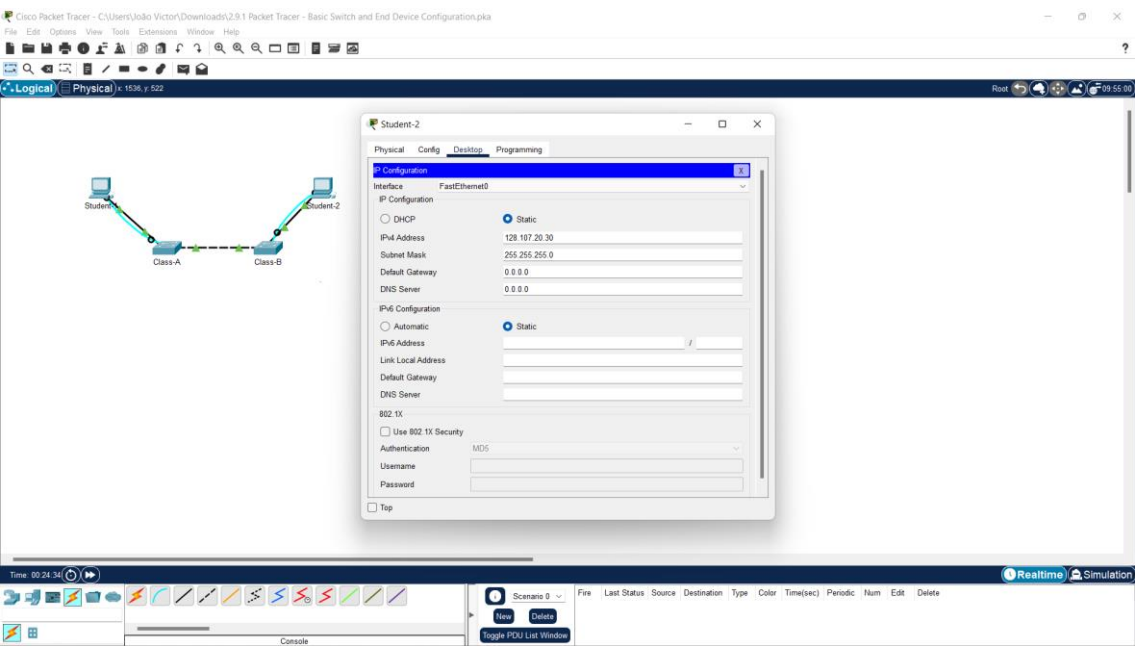 Cisco Packet Tracer - C:\Users\João Victor\Downloads\2.9.1 Packet Tracer - Basic Switch and End Device Configuration.pka
File Edit Options View Tools Extensions Window Help
?
Logical Physical x: 1536, y: 522 Root 09:55:00
Student-2
Physical Config Desktop Programming
IP Configuration X
Interface FastEthernet0
IP Configuration
DHCP Static
IPv4 Address 128.107.20.30
Subnet Mask 255.255.255.0
Default Gateway 0.0.0.0
DNS Server 0.0.0.0
IPv6 Configuration
Automatic Static
IPv6 Address /
Link Local Address
Default Gateway
DNS Server
802.1X
Use 802.1X Security
Authentication MD5
Username
Password
Top
Student-1 Student-2
Class-A Class-B
Time: 00:24:34 Realtime Simulation
Scenario 0 Fire Last Status Source Destination Type Color Time(sec) Periodic Num Edit Delete
New Delete
Toggle PDU List Window
Console